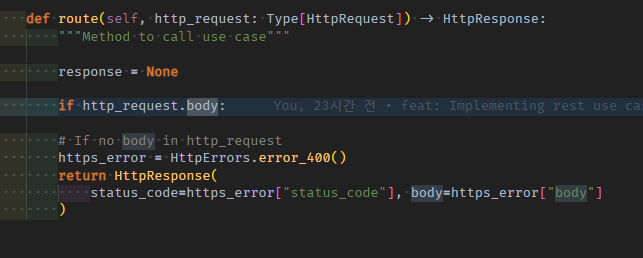 def route(self, http_request: Type[HttpRequest]) -> HttpResponse:
"""Method to call use case"""
response = None
if http_request.body: You, 23시간 전 • feat: Implementing rest use cas
# If no body in http_request
https_error = HttpErrors.error_400()
return HttpResponse(
status_code=https_error["status_code"], body=https_error["body"]
)